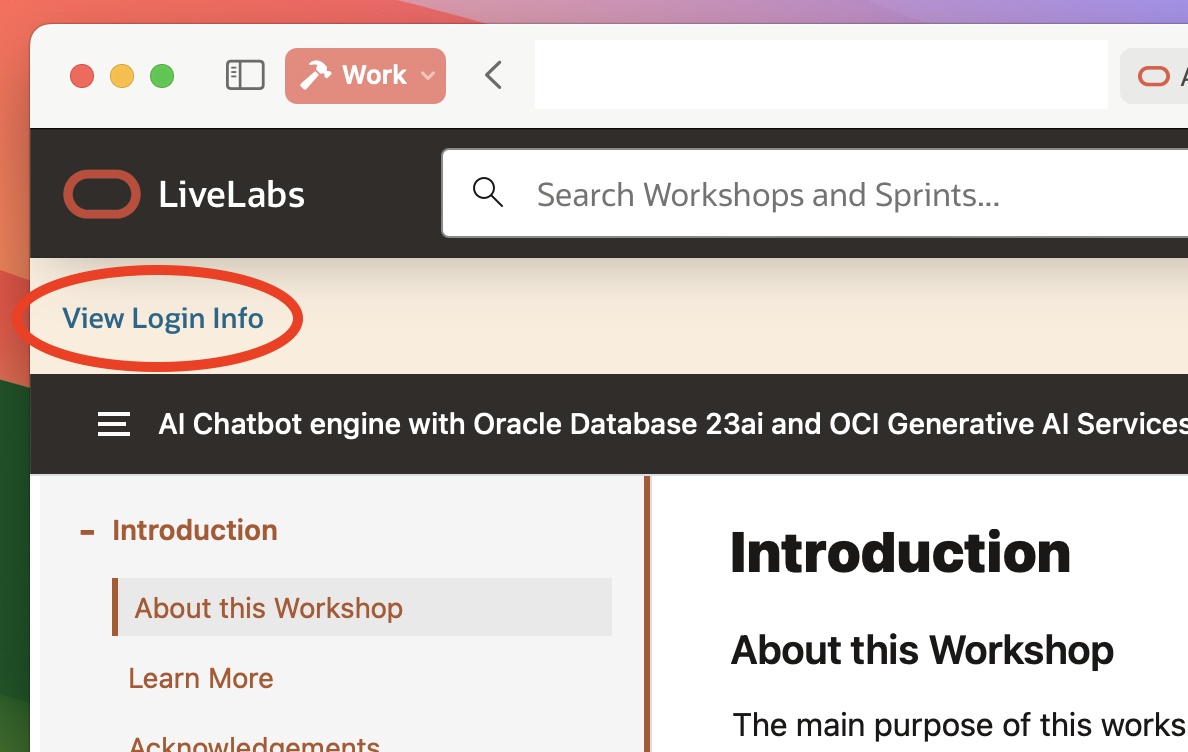 Work
LiveLabs
Search Workshops and Sprints...
View Login Info
AI Chatbot engine with Oracle Database 23ai and OCI Generative AI Services
Introduction
About this Workshop
Learn More
Acknowledgements
Introduction
About this Workshop
The main purpose of this works